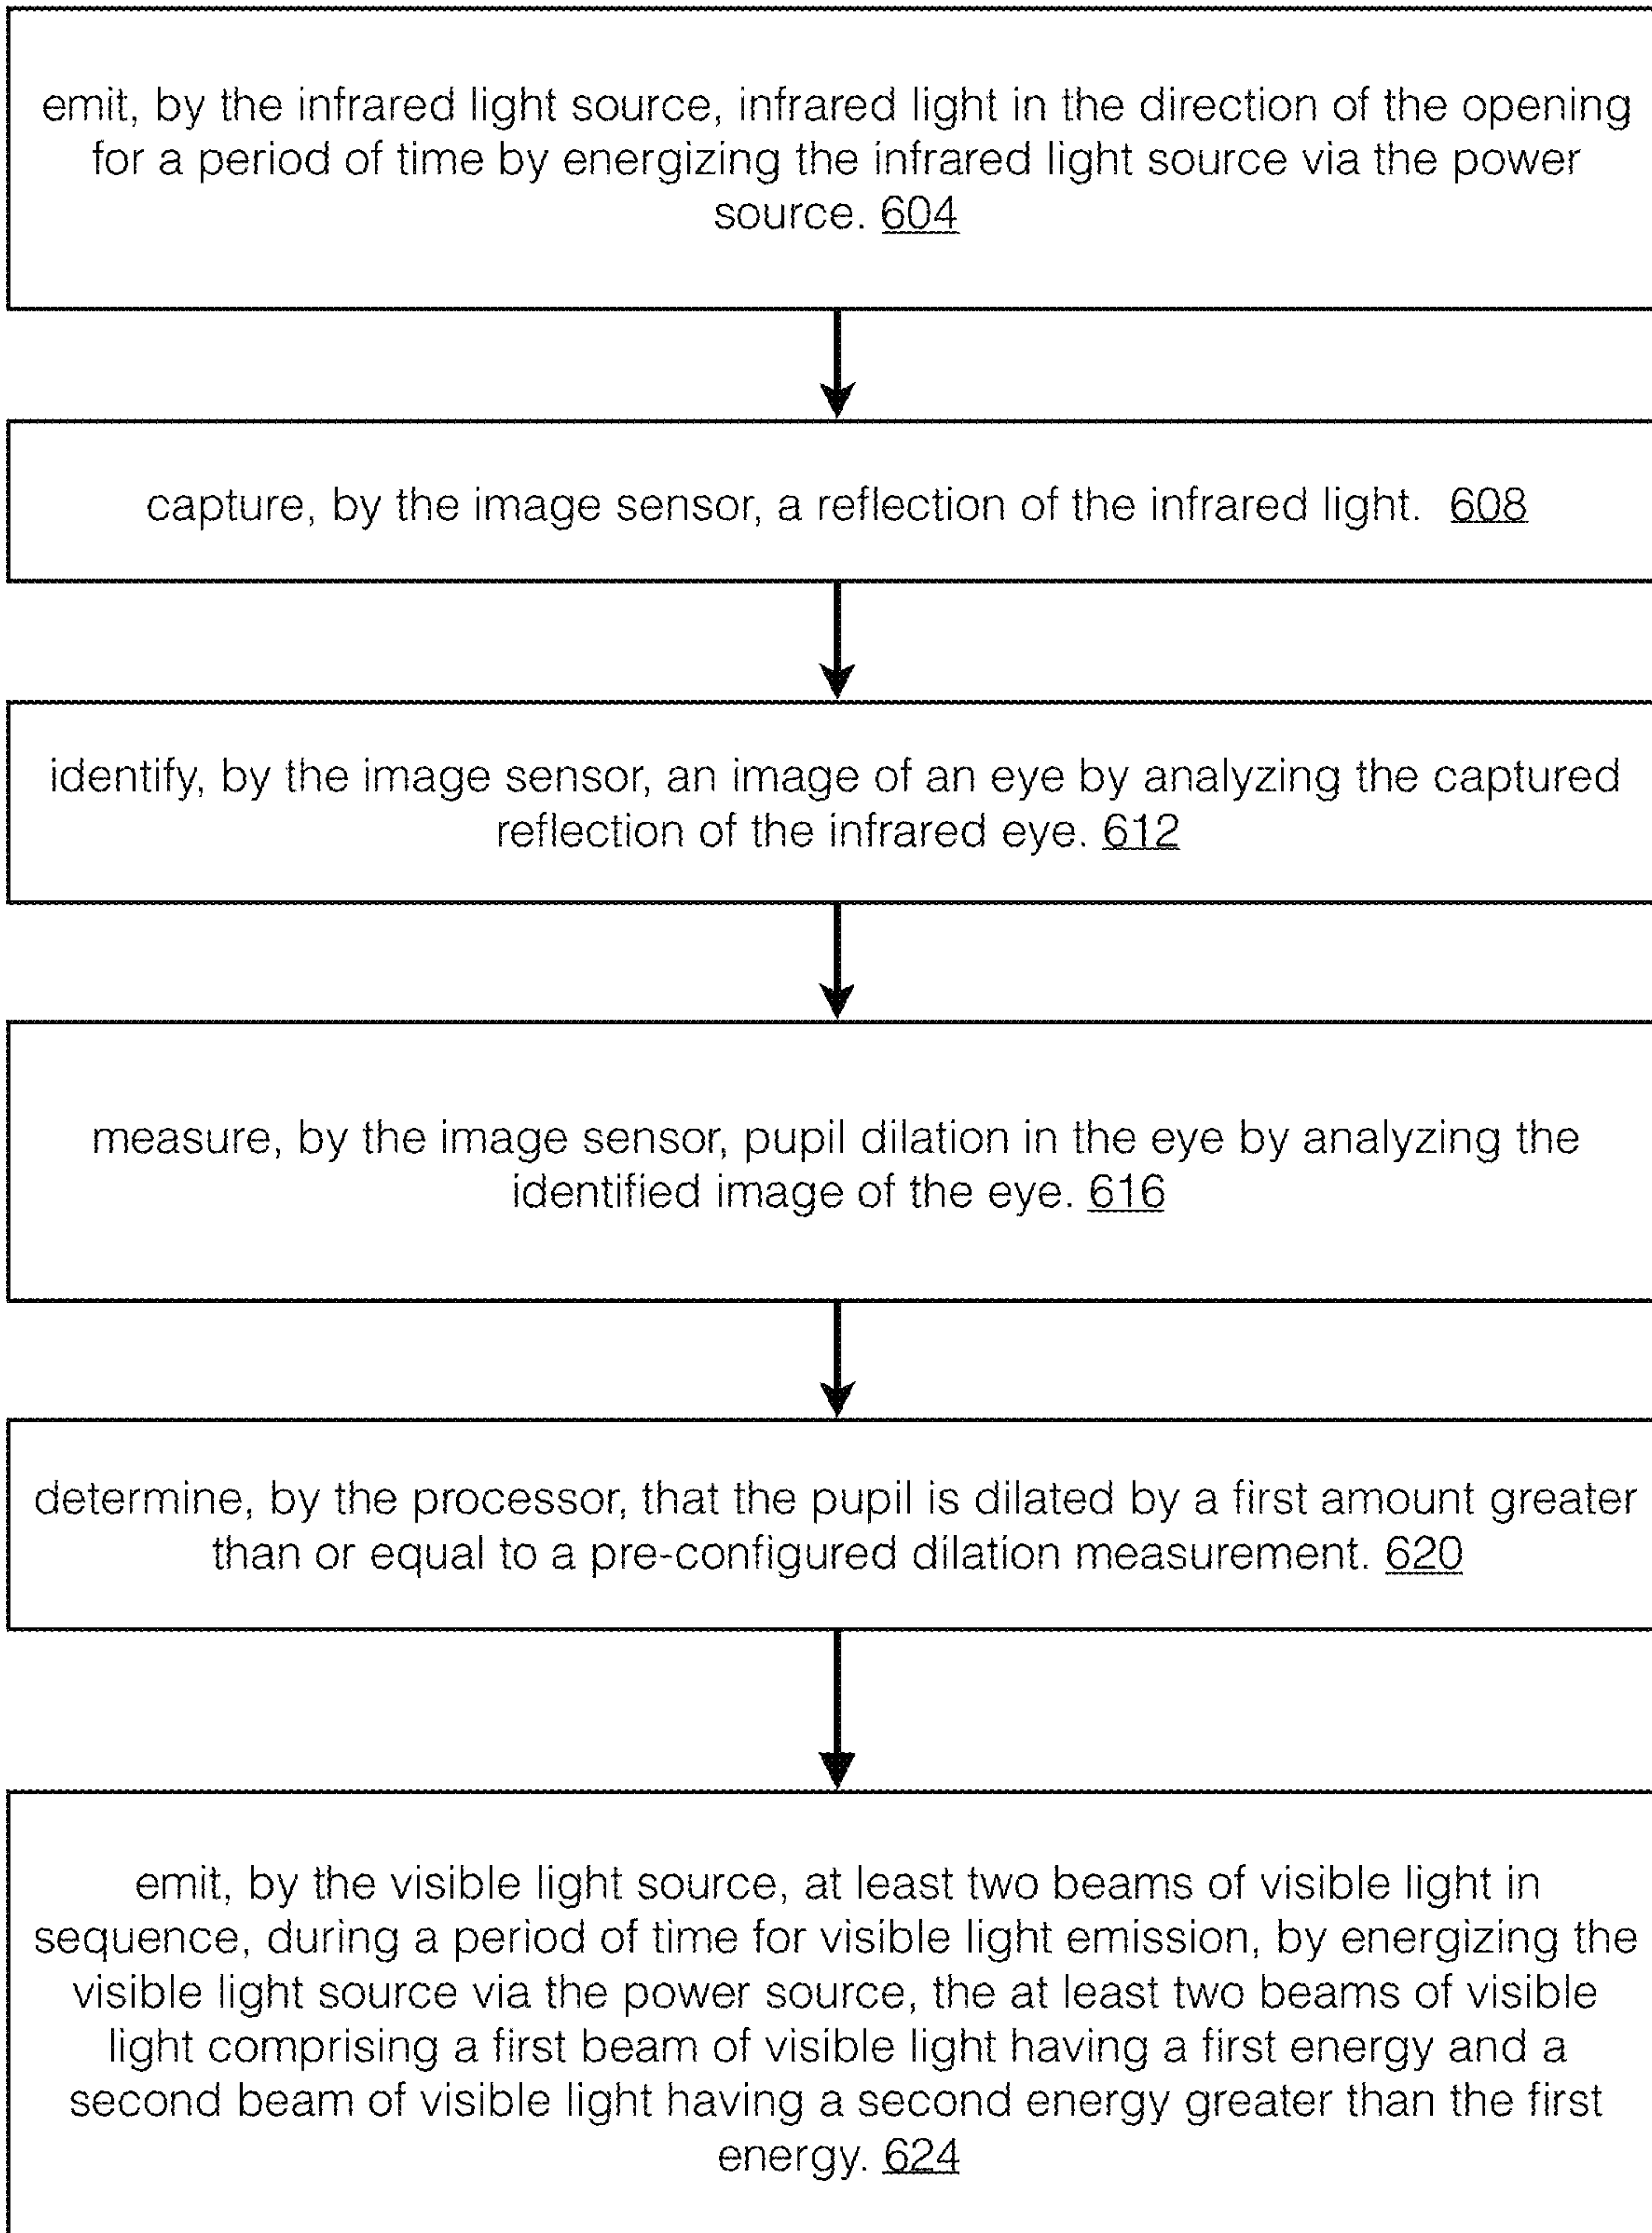 emit, by the infrared light source, infrared light in the direction of the opening
for a period of time by energizing the infrared light source via the power
source. 604
capture, by the image sensor, a reflection of the infrared light. 608
identify, by the image sensor, an image of an eye by analyzing the captured
reflection of the infrared eye. 612
measure, by the image sensor, pupil dilation in the eye by analyzing the
identified image of the eye. 616
determine, by the processor, that the pupil is dilated by a first amount greater
than or equal to a pre-configured dilation measurement. 620
emit, by the visible light source, at least two beams of visible light in
sequence, during a period of time for visible light emission, by energizing the
visible light source via the power source, the at least two beams of visible
light comprising a first beam of visible light having a first energy and a
second beam of visible light having a second energy greater than the first
energy. 624